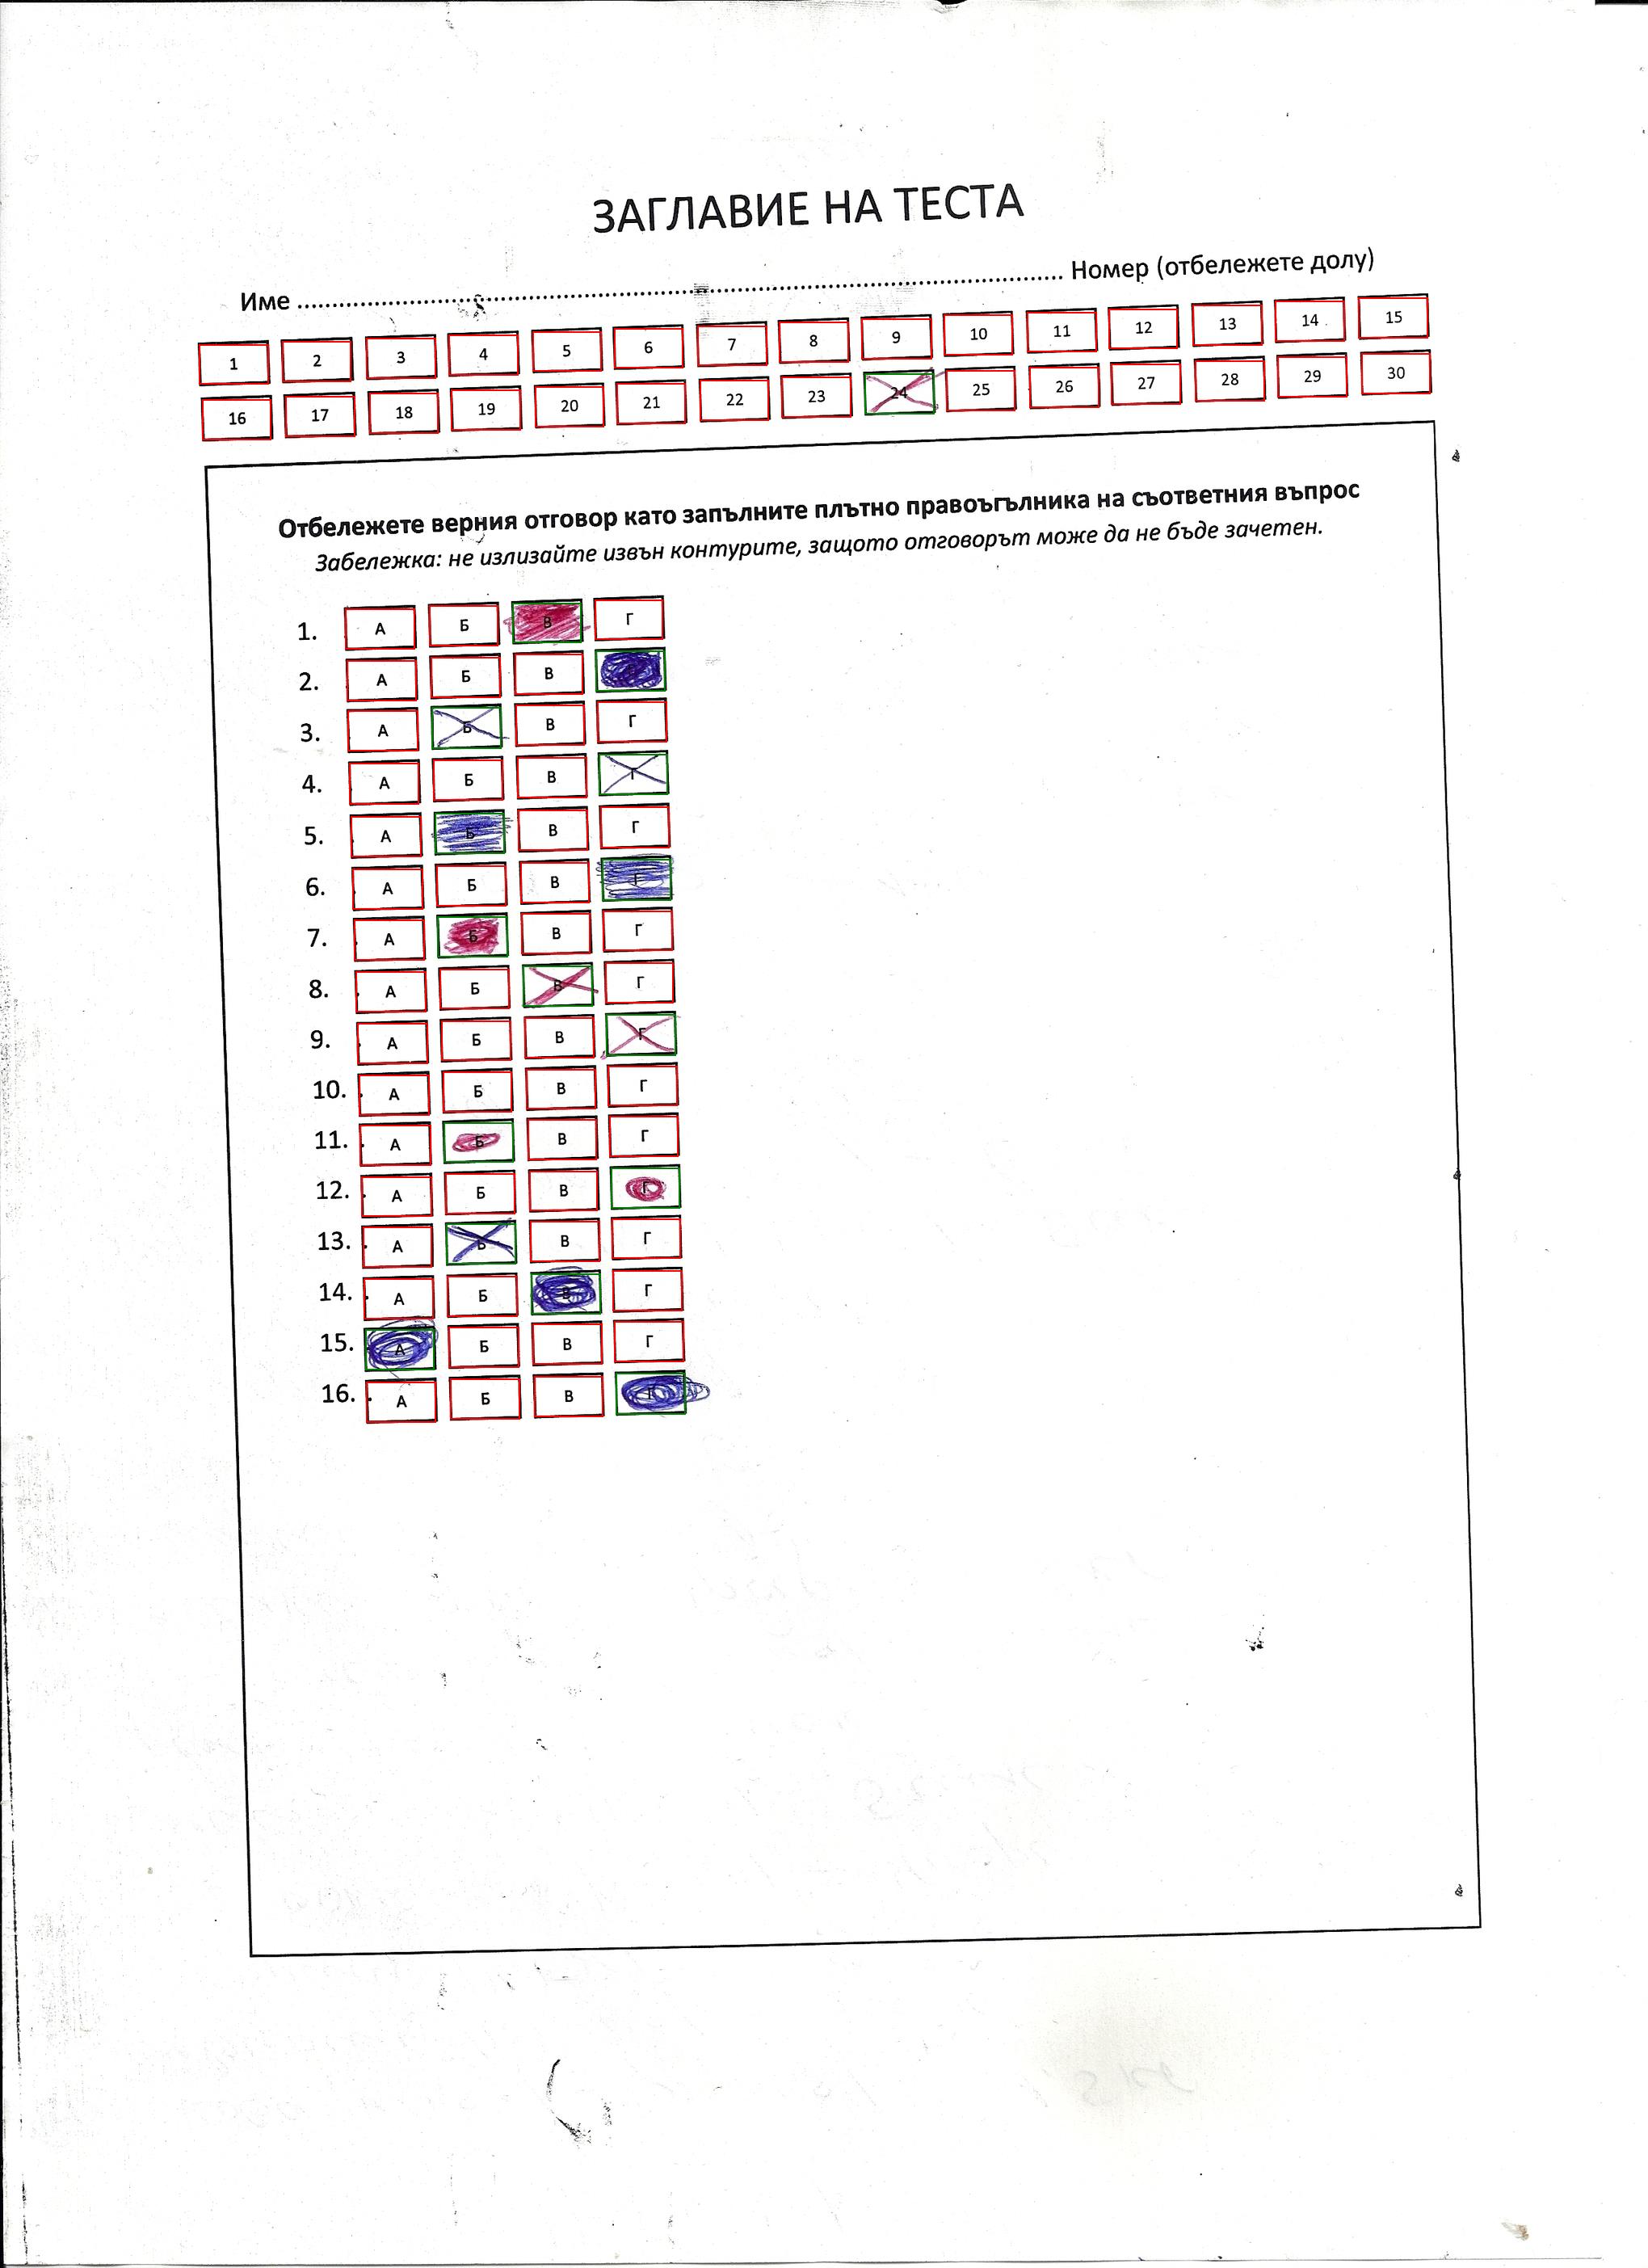 ЗАГЛАВИЕ НА ТЕСТА
Име ........................................................................................................... Номер (отбележете долу)
1 2 3 4 5 6 7 8 9 10 11 12 13 14 15
16 17 18 19 20 21 22 23 24 25 26 27 28 29 30
Отбележете верния отговор като запълните плътно правоъгълника на съответния въпрос
Забележка: не излизайте извън контурите, защото отговорът може да не бъде зачетен.
1. А Б В Г
2. А Б В
3. А Б В Г
4. А Б В Г
5. А Б В Г
6. А Б В Г
7. А Б В Г
8. А Б В Г
9. А Б В Г
10. А Б В Г
11. А Б В Г
12. А Б В Г
13. А Б В Г
14. А Б В Г
15. А Б В Г
16. А Б В Г